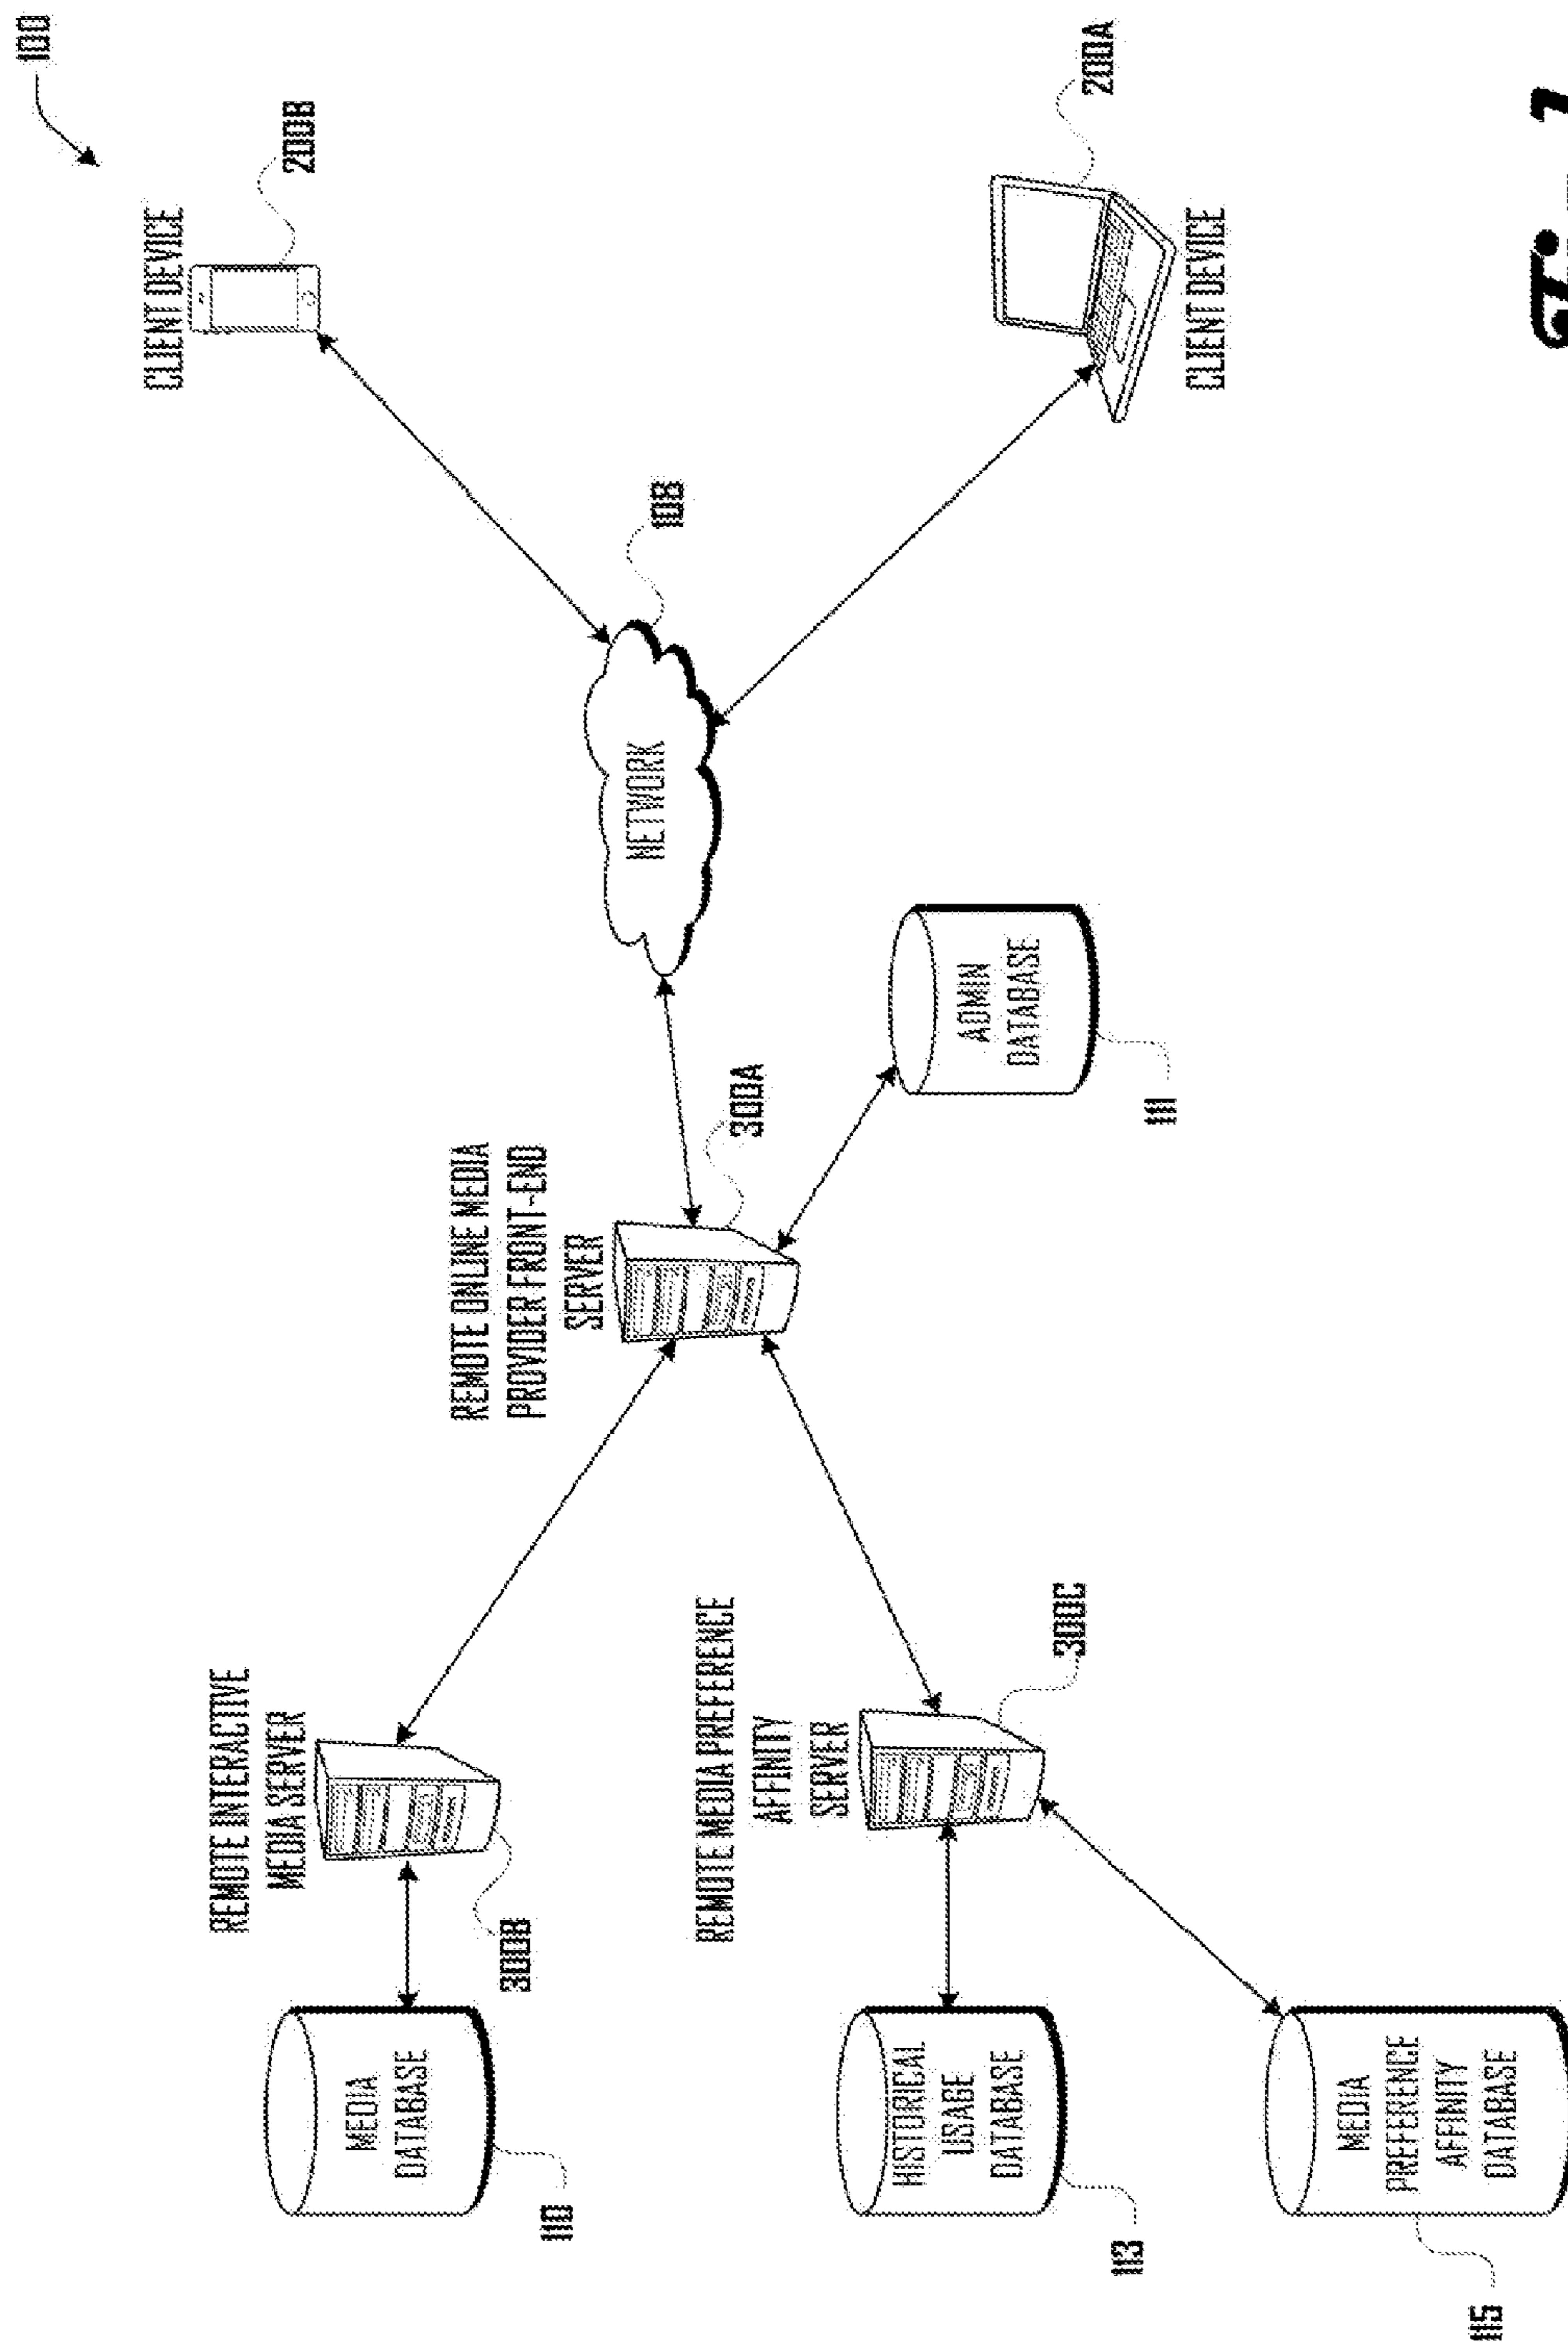 100
CLIENT DEVICE
200B
REMOTE INTERACTIVE
MEDIA SERVER
300B
MEDIA
DATABASE
110
REMOTE ONLINE MEDIA
PROVIDER FRONT-END
SERVER
300A
NETWORK
108
REMOTE MEDIA PREFERENCE
AFFINITY
SERVER
300C
HISTORICAL
USAGE
DATABASE
113
ADMIN
DATABASE
111
200A
CLIENT DEVICE
MEDIA
PREFERENCE
AFFINITY
DATABASE
115
Fig.1